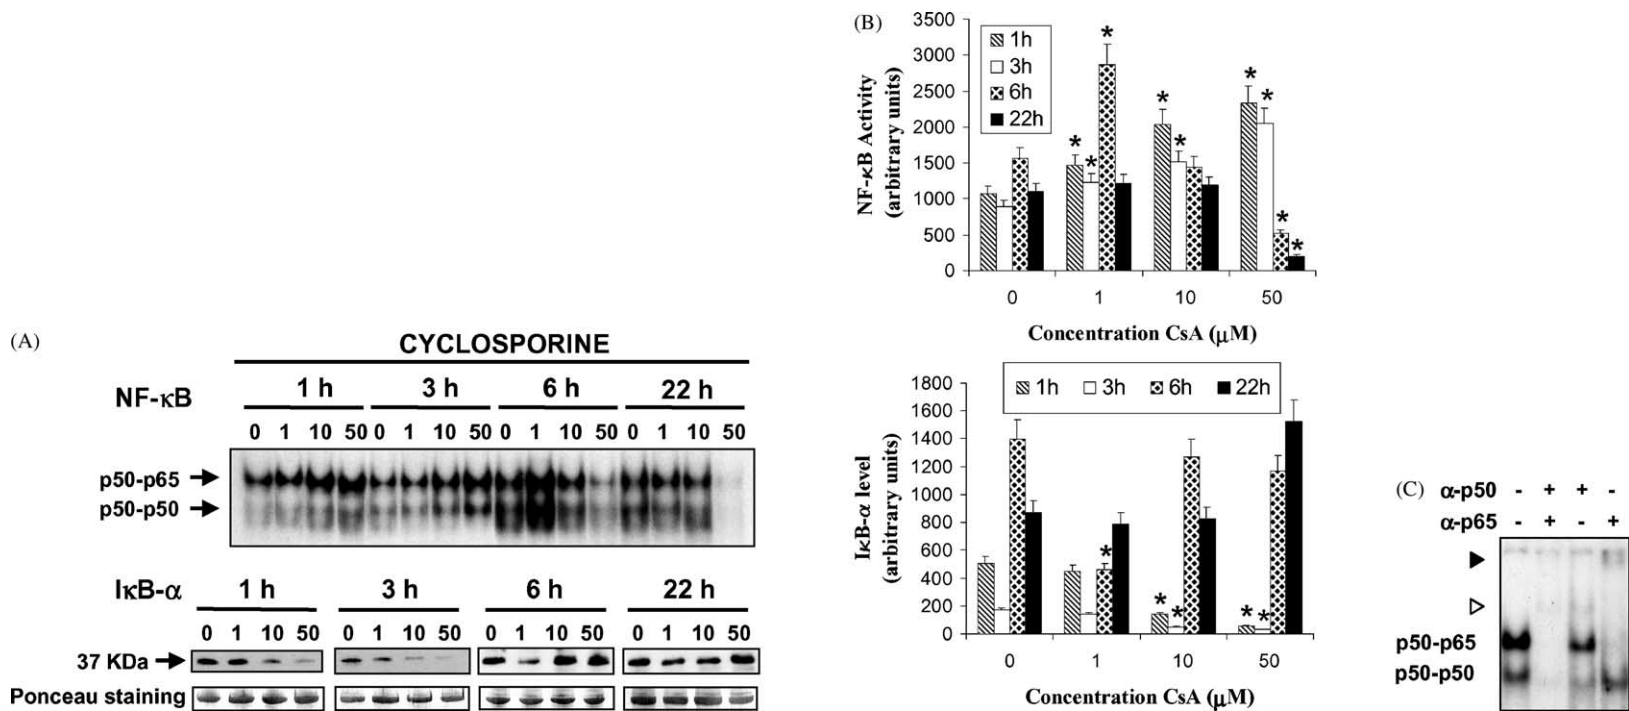 (A)
CYCLOSPORINE
NF-κB
1 h 3 h 6 h 22 h
0 1 10 50 0 1 10 50 0 1 10 50 0 1 10 50
p50-p65
p50-p50
IκB-α
1 h 3 h 6 h 22 h
0 1 10 50 0 1 10 50 0 1 10 50 0 1 10 50
37 KDa
Ponceau staining
(B)
NF-κB Activity
(arbitrary units)
3500
3000
2500
2000
1500
1000
500
0
1h
3h
6h
22h
* * * * * * * * *
0 1 10 50
Concentration CsA (µM)
IκB-α level
(arbitrary units)
1800
1600
1400
1200
1000
800
600
400
200
0
1h 3h 6h 22h
* * * * *
0 1 10 50
Concentration CsA (µM)
(C)
α-p50 - + + -
α-p65 - + - +
p50-p65
p50-p50